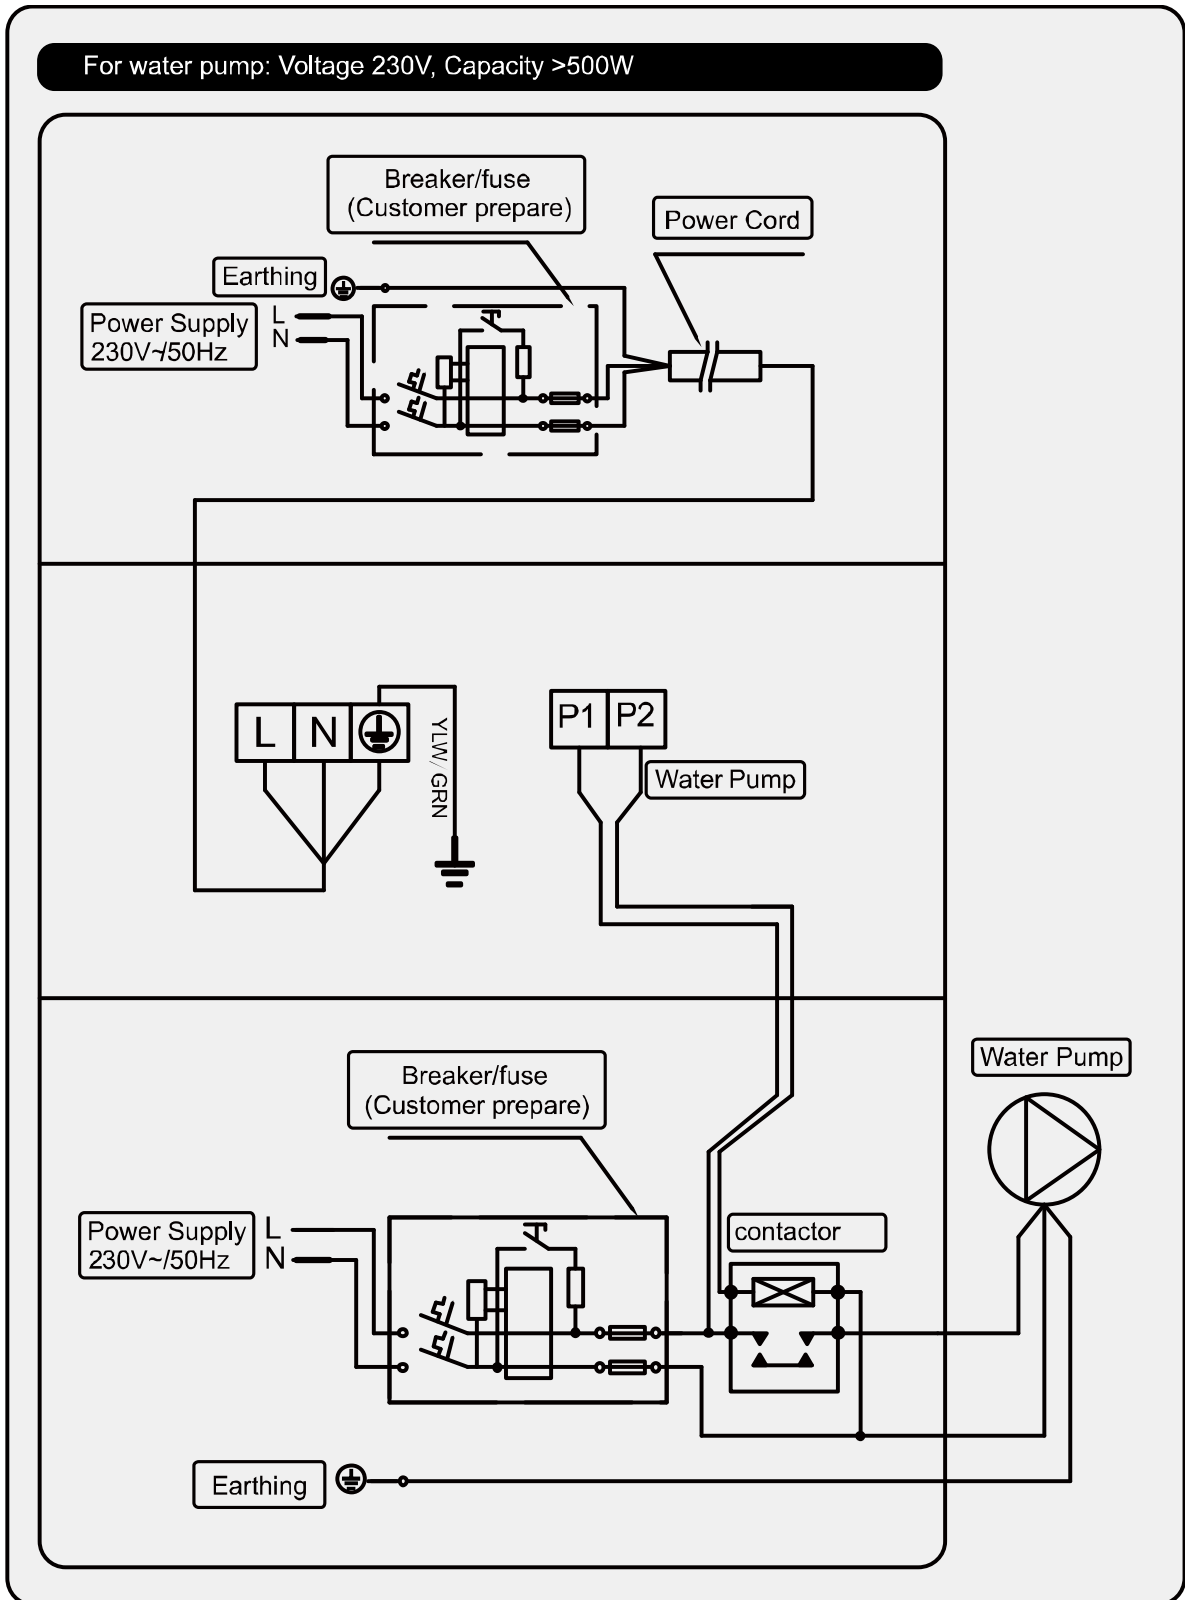 For water pump: Voltage 230V, Capacity >500W
Breaker/fuse
(Customer prepare)
Power Cord
Earthing
Power Supply
230V~/50Hz
L
N
L N
YLW/GRN
P1 P2
Water Pump
Water Pump
Breaker/fuse
(Customer prepare)
Power Supply
230V~/50Hz
L
N
contactor
Earthing